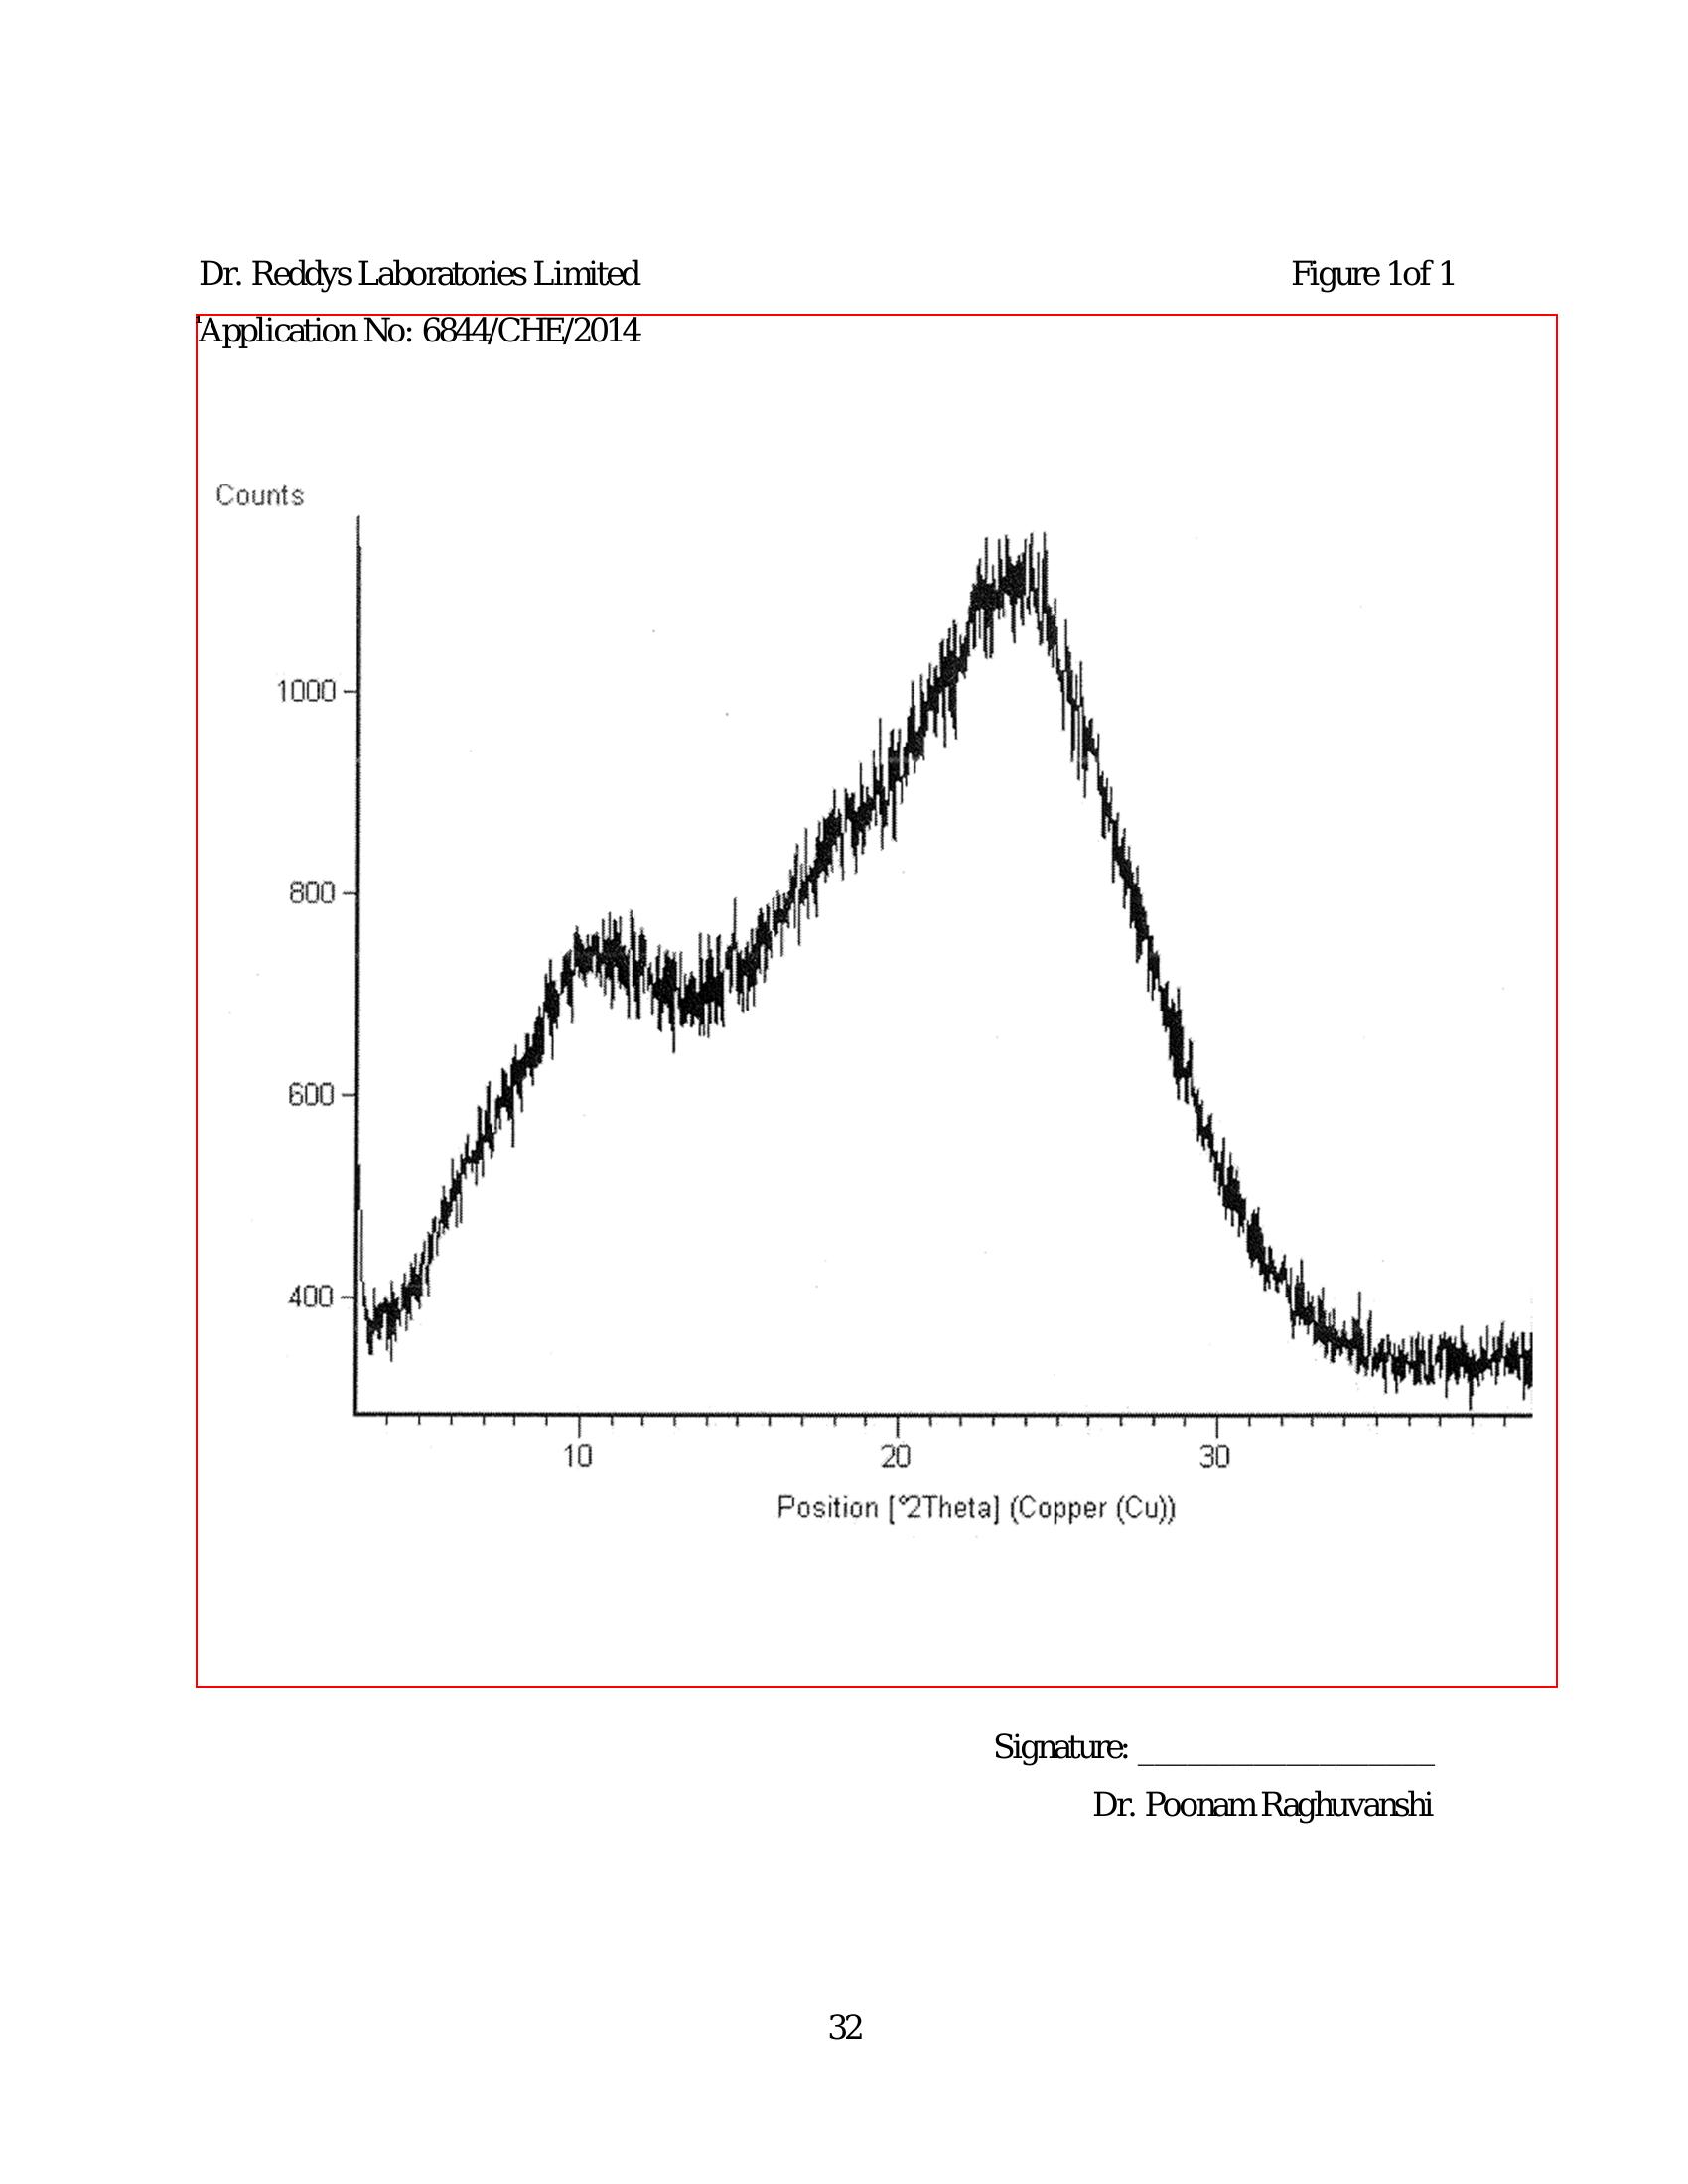 Dr. Reddys Laboratories Limited Figure 1of 1
Application No: 6844/CHE/2014
Counts
1000
800
600
400
10 20 30
Position [°2Theta] (Copper (Cu))
Signature: __________________
Dr. Poonam Raghuvanshi
32